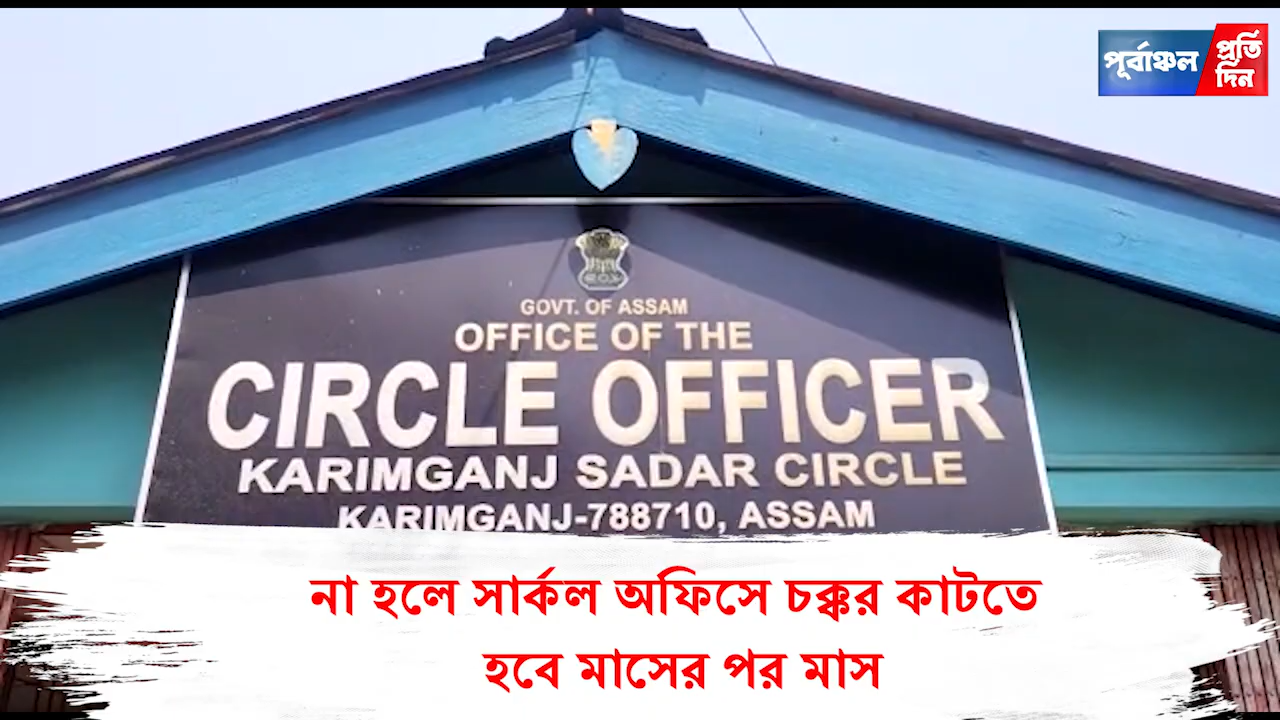 পূর্বাঞ্চল
প্রতি
দিন
GOVT. OF ASSAM
OFFICE OF THE
CIRCLE OFFICER
KARIMGANJ SADAR CIRCLE
KARIMGANJ-788710, ASSAM
না হলে সার্কল অফিসে চক্কর কাটতে
হবে মাসের পর মাস